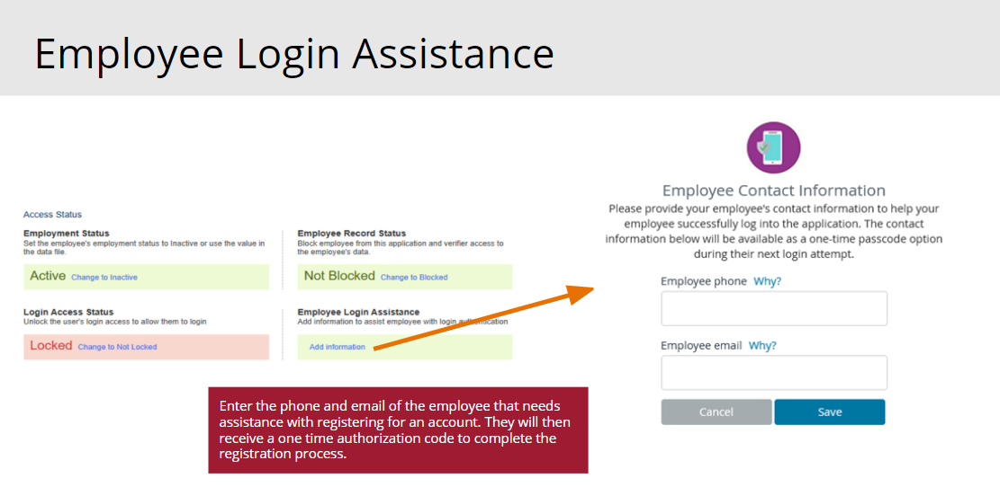 Employee Login Assistance
Access Status
Employment Status
Set the employee's employment status to Inactive or use the value in
the data file.
Active Change to Inactive
Employee Record Status
Block employee from this application and verifier access to
the employee's data.
Not Blocked Change to Blocked
Login Access Status
Unlock the user's login access to allow them to login
Locked Change to Not Locked
Employee Login Assistance
Add information to assist employee with login authentication
Add information
Enter the phone and email of the employee that needs
assistance with registering for an account. They will then
receive a one time authorization code to complete the
registration process.
Employee Contact Information
Please provide your employee's contact information to help your
employee successfully log into the application. The contact
information below will be available as a one-time passcode option
during their next login attempt.
Employee phone Why?
Employee email Why?
Cancel Save